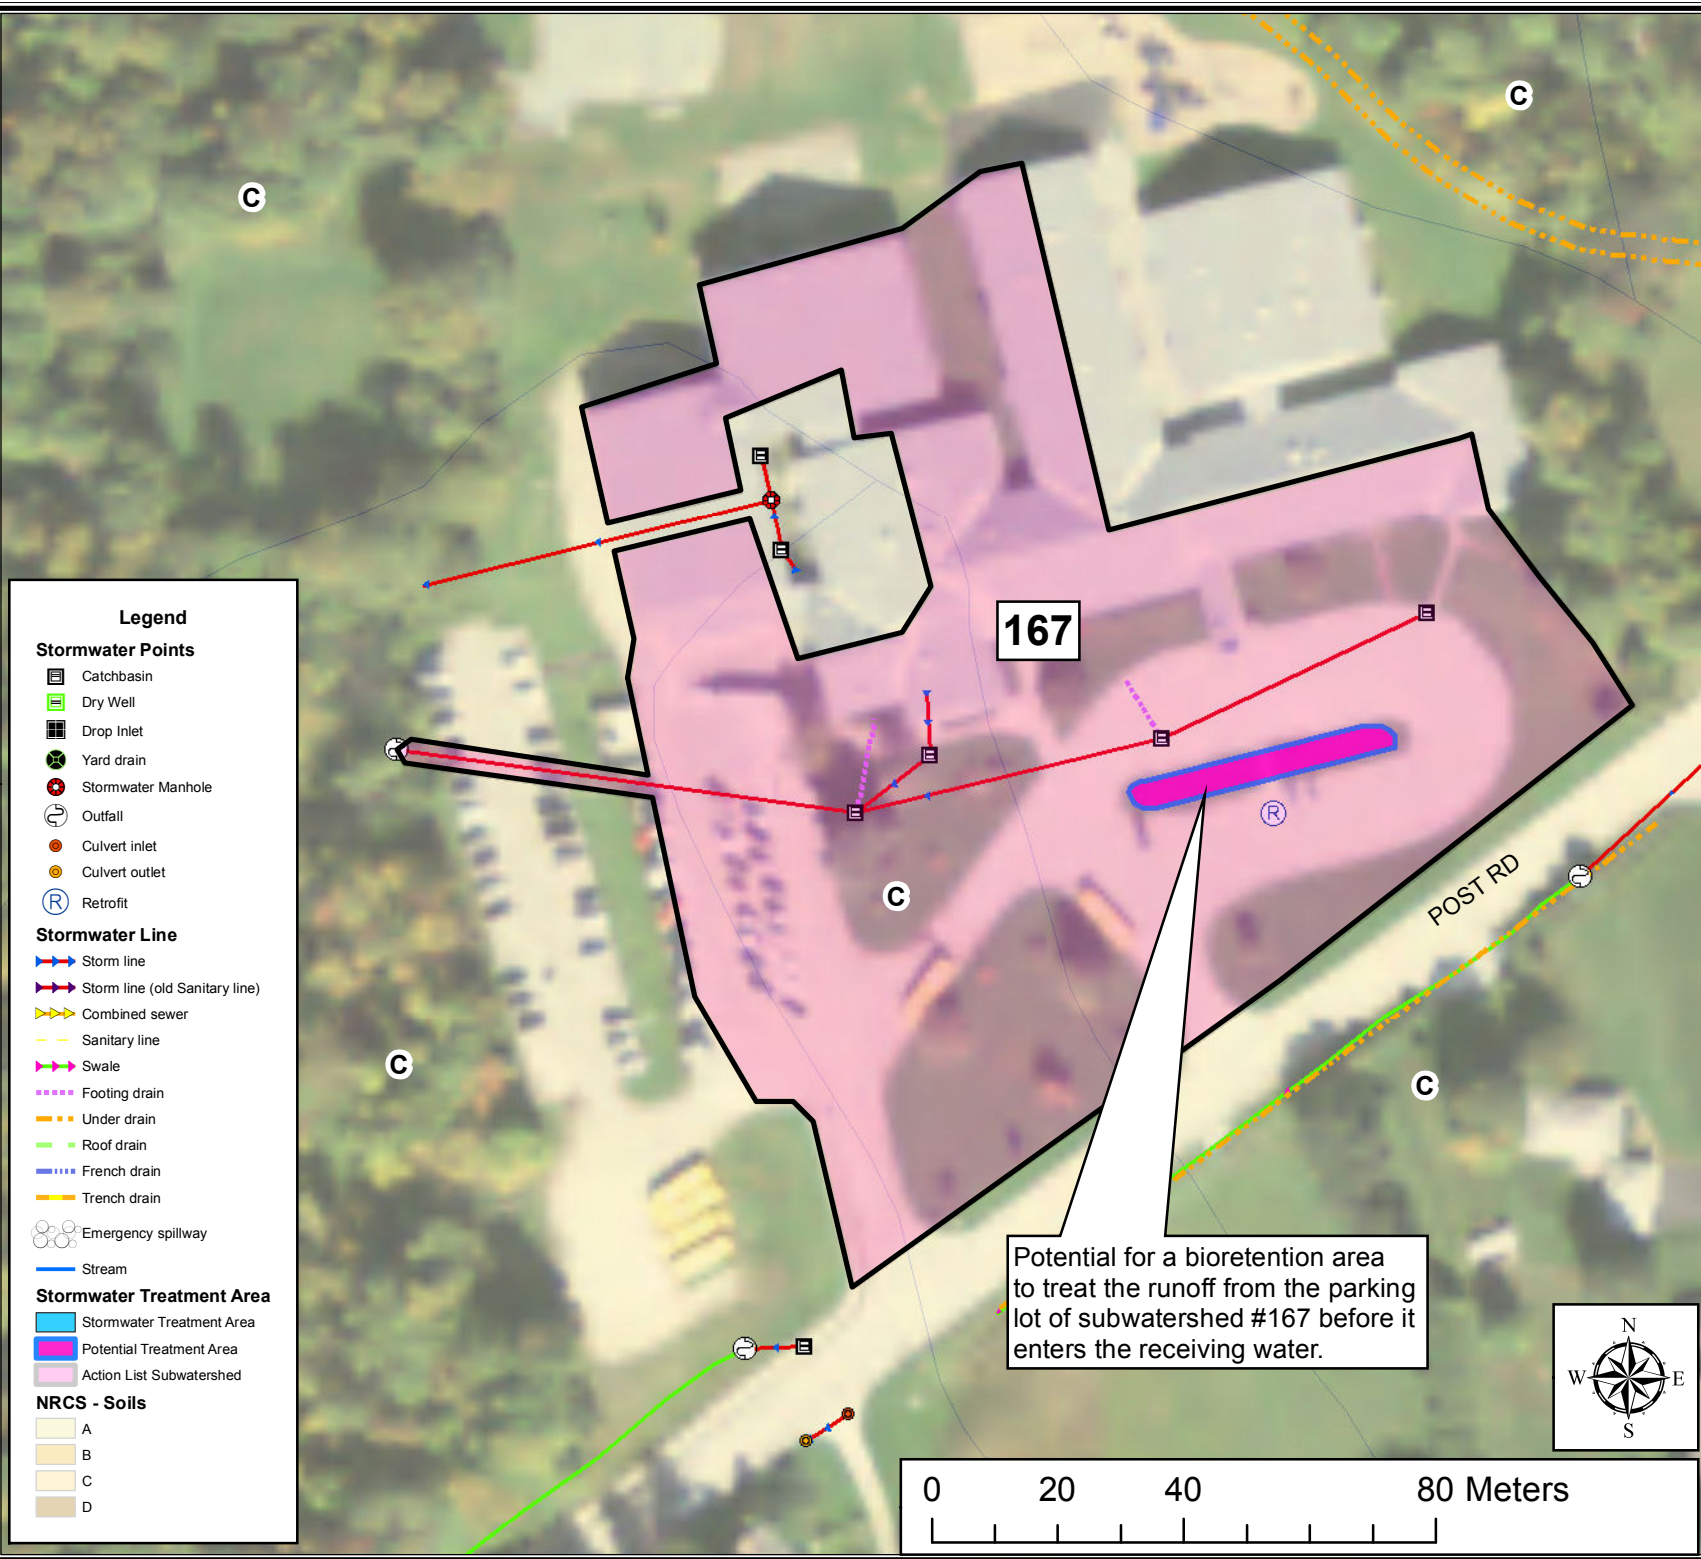 C
C
167
C
POST RD
C
C
R
Potential for a bioretention area
to treat the runoff from the parking
lot of subwatershed #167 before it
enters the receiving water.
Legend
Stormwater Points
Catchbasin
Dry Well
Drop Inlet
Yard drain
Stormwater Manhole
Outfall
Culvert inlet
Culvert outlet
R Retrofit
Stormwater Line
Storm line
Storm line (old Sanitary line)
Combined sewer
Sanitary line
Swale
Footing drain
Under drain
Roof drain
French drain
Trench drain
Emergency spillway
Stream
Stormwater Treatment Area
Stormwater Treatment Area
Potential Treatment Area
Action List Subwatershed
NRCS - Soils
A
B
C
D
N
W E
S
0 20 40 80 Meters